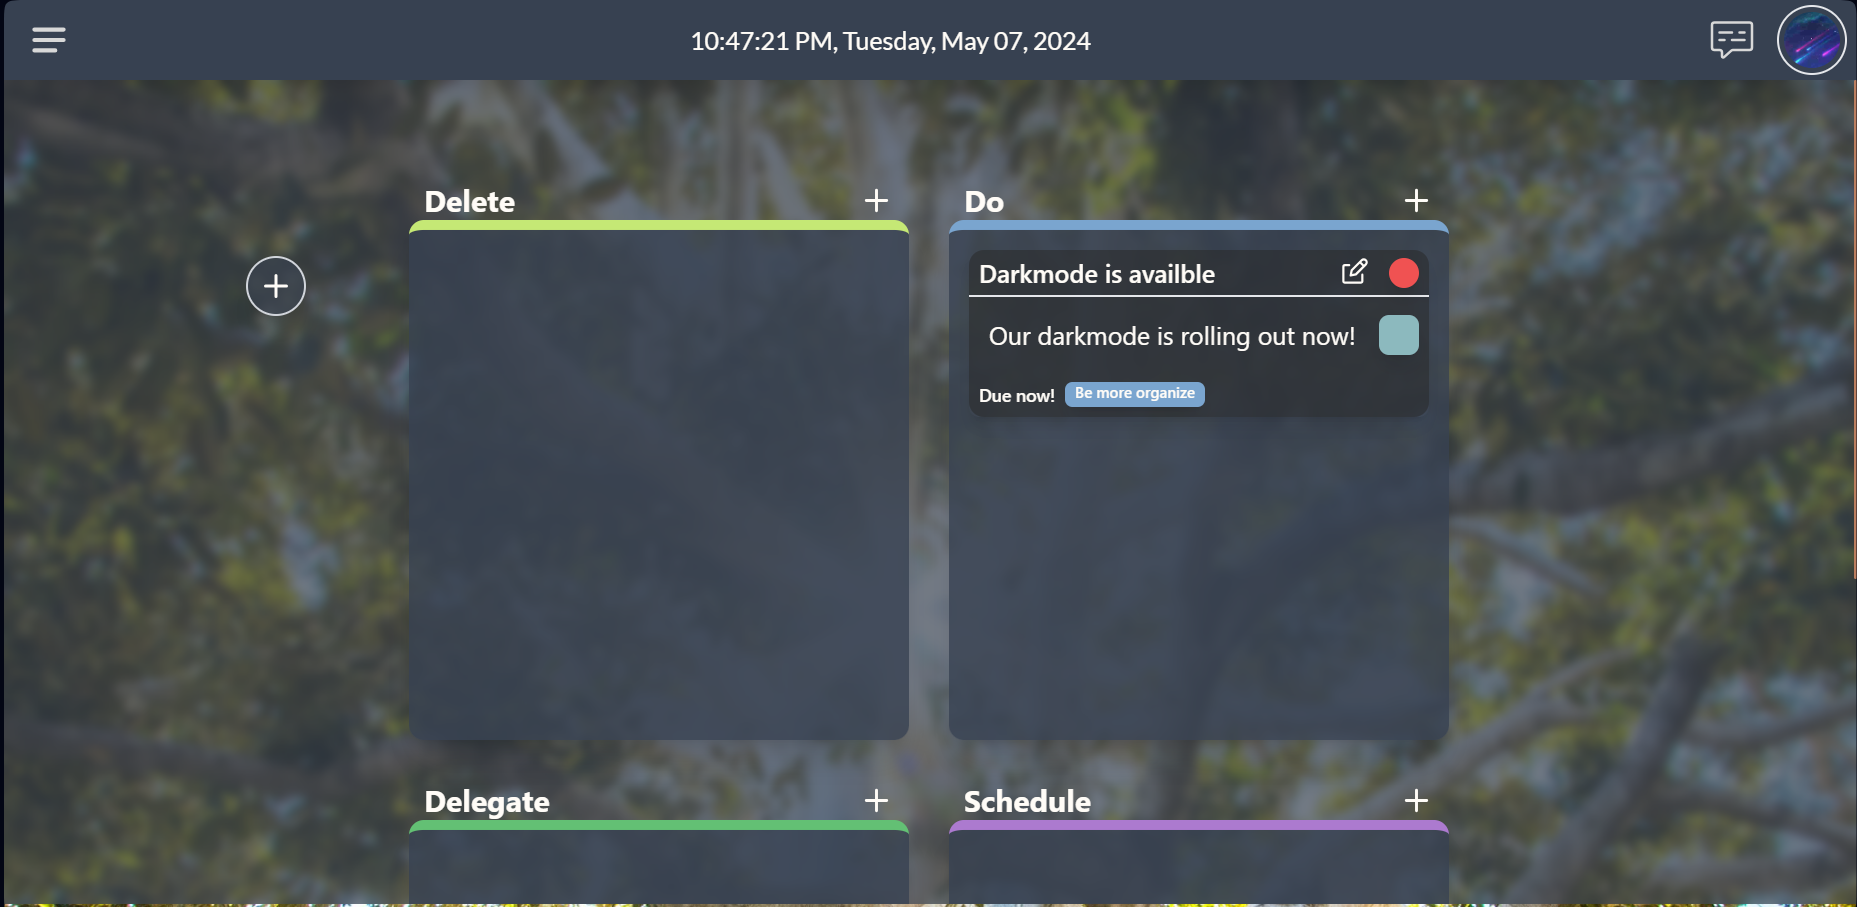 10:47:21 PM, Tuesday, May 07, 2024
Delete
Do
Darkmode is availble
Our darkmode is rolling out now!
Due now!
Be more organize
Delegate
Schedule